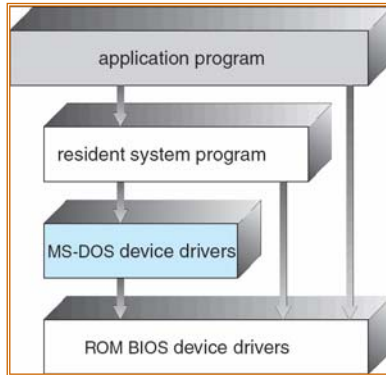 application program
resident system program
MS-DOS device drivers
ROM BIOS device drivers